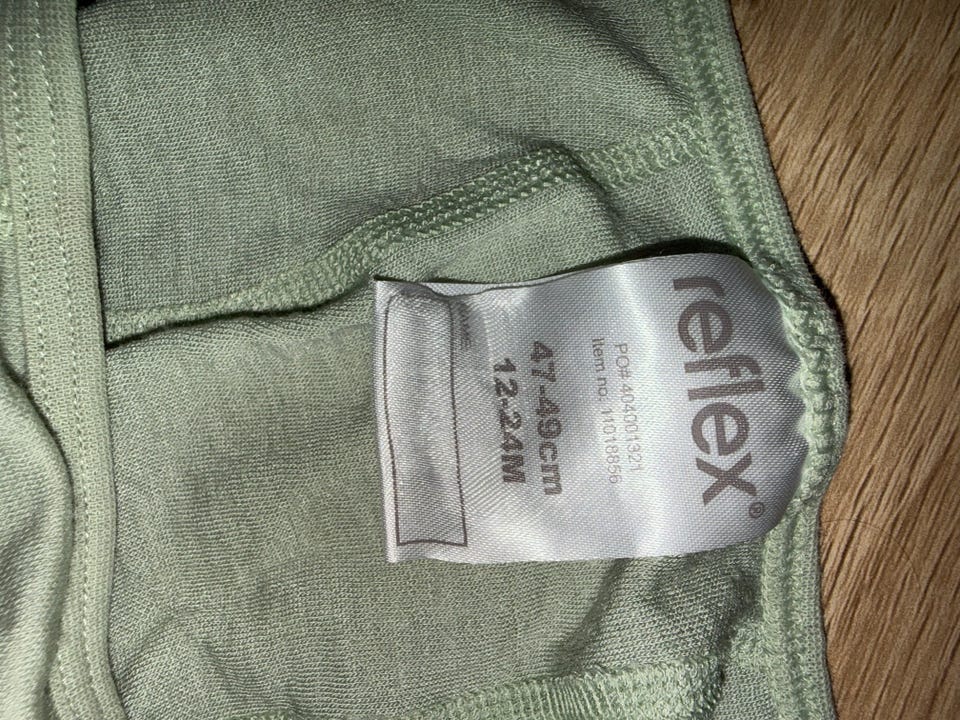 reflex®
PO# 404001321
Item no. 11018856
47-49cm
12-24M